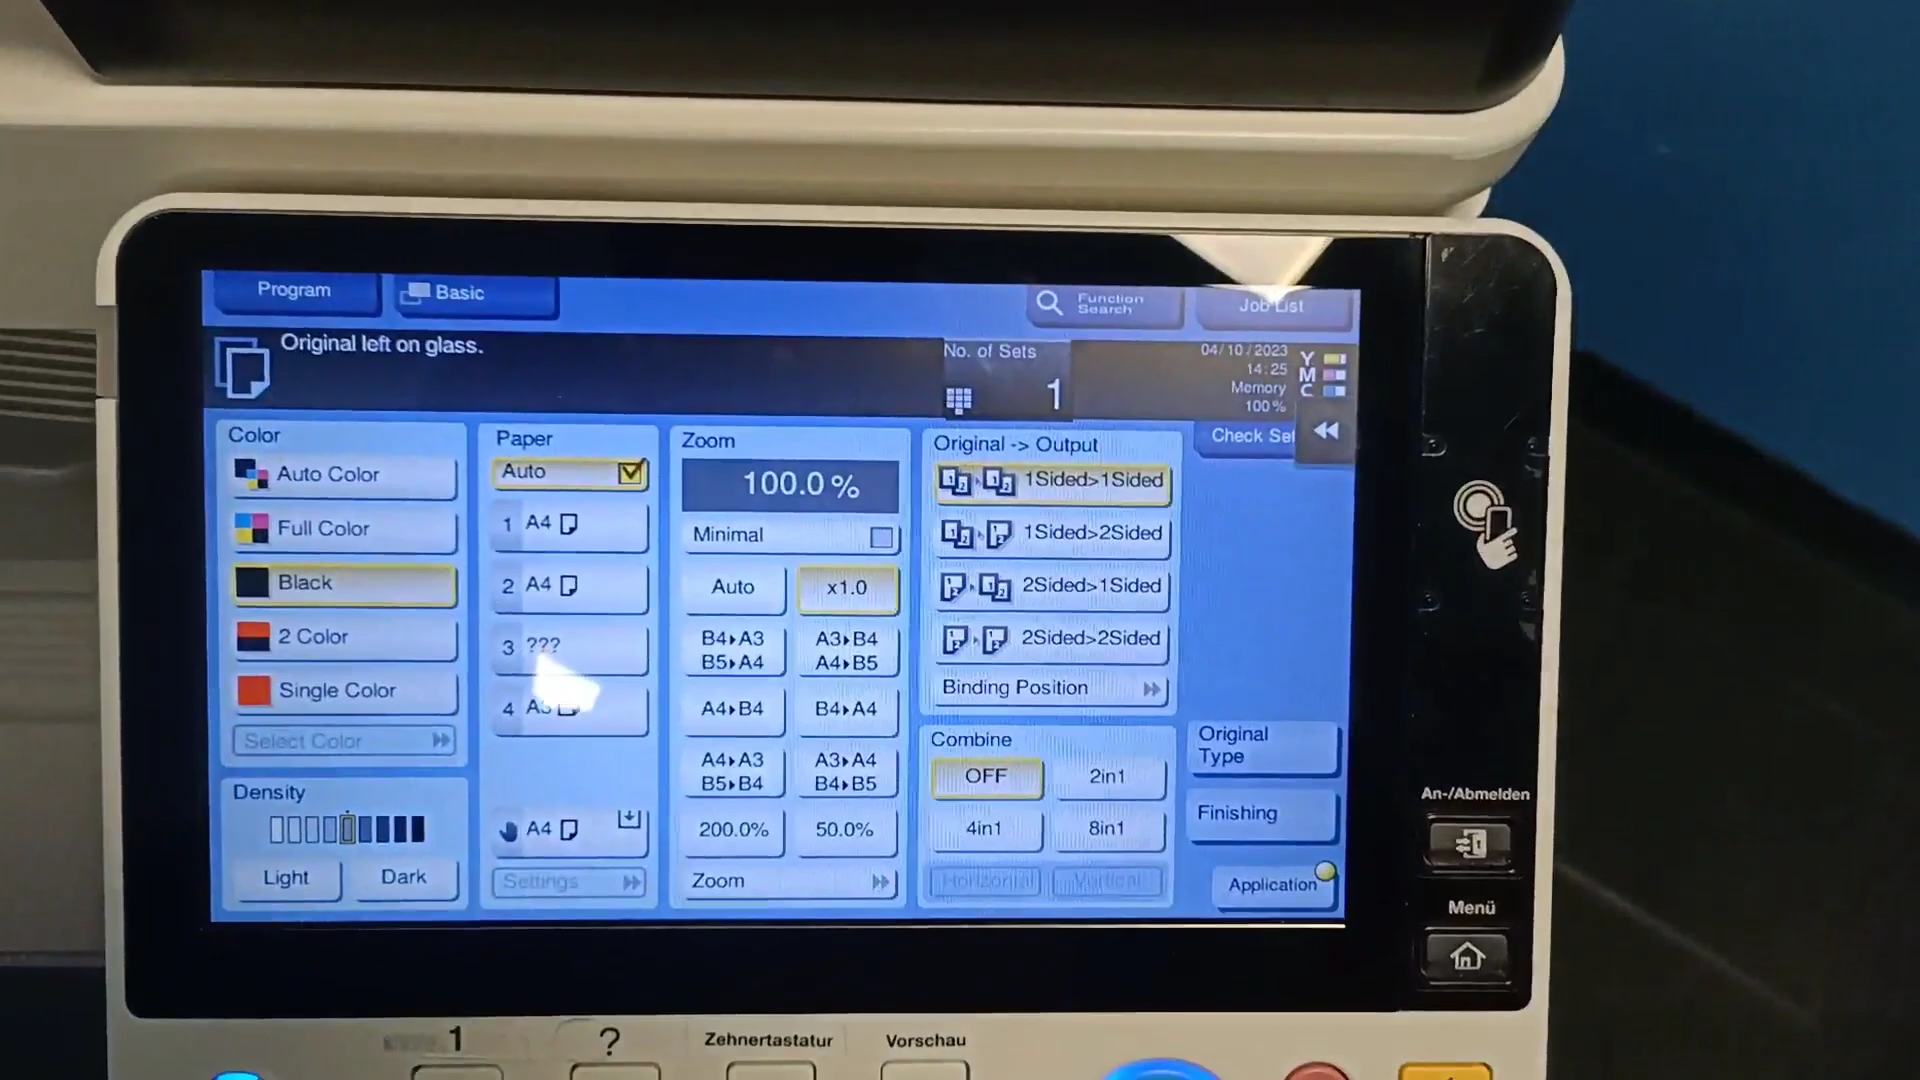 Program
Basic
Function
Search
Job List
Original left on glass.
No. of Sets
1
04/10/2023
14:25
Memory
100%
Y
M
C
Check Set
Color
Auto Color
Full Color
Black
2 Color
Single Color
Select Color
Density
Light
Dark
Paper
Auto
1 A4
2 A4
3 ???
4 A3
A4
Settings
Zoom
100.0 %
Minimal
Auto
x1.0
B4▸A3
B5▸A4
A3▸B4
A4▸B5
A4▸B4
B4▸A4
A4▸A3
B5▸B4
A3▸A4
B4▸B5
200.0%
50.0%
Zoom
Original -> Output
1Sided>1Sided
1Sided>2Sided
2Sided>1Sided
2Sided>2Sided
Binding Position
Combine
OFF
2in1
4in1
8in1
Horizontal
Vertical
Original
Type
Finishing
Application
An-/Abmelden
Menü
1
?
Zehnertastatur
Vorschau